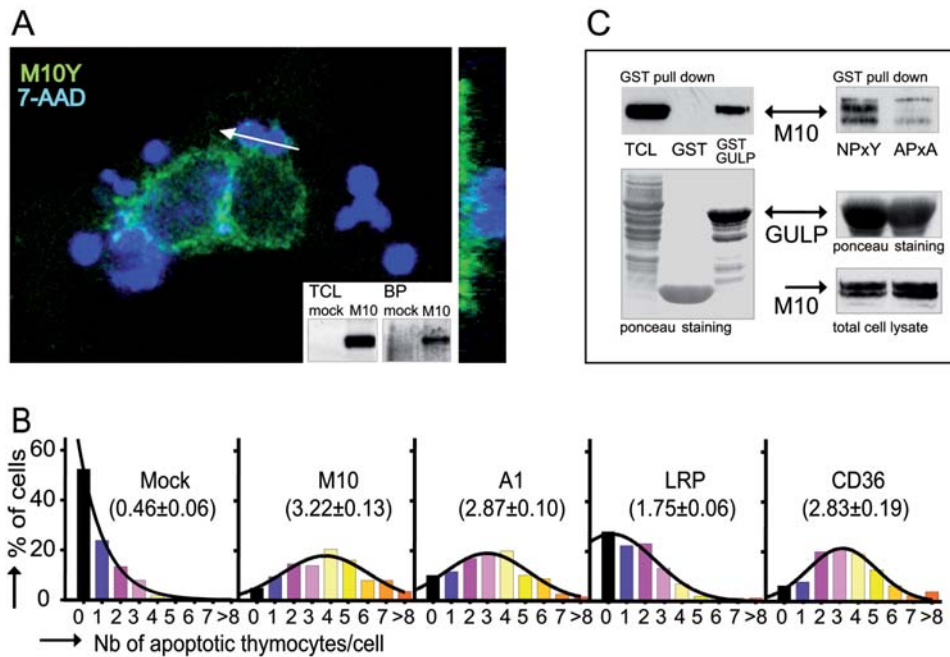 A
M10Y
7-AAD
TCL BP
mock M10 mock M10
C
GST pull down GST pull down
M10
TCL GST GST GULP
NPxY APxA
GULP
ponceau staining
M10
ponceau staining
total cell lysate
B
% of cells
60
40
20
0
Mock
(0.46±0.06)
M10
(3.22±0.13)
A1
(2.87±0.10)
LRP
(1.75±0.06)
CD36
(2.83±0.19)
0 1 2 3 4 5 6 7 >8 0 1 2 3 4 5 6 7 >8 0 1 2 3 4 5 6 7 >8 0 1 2 3 4 5 6 7 >8 0 1 2 3 4 5 6 7 >8
Nb of apoptotic thymocytes/cell